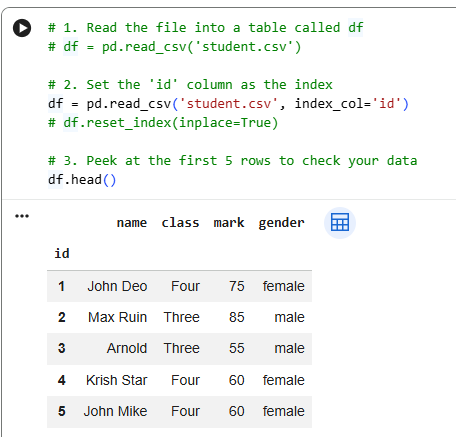 # 1. Read the file into a table called df
# df = pd.read_csv('student.csv')
# 2. Set the 'id' column as the index
df = pd.read_csv('student.csv', index_col='id')
# df.reset_index(inplace=True)
# 3. Peek at the first 5 rows to check your data
df.head()
name class mark gender
id
1 John Deo Four 75 female
2 Max Ruin Three 85 male
3 Arnold Three 55 male
4 Krish Star Four 60 female
5 John Mike Four 60 female